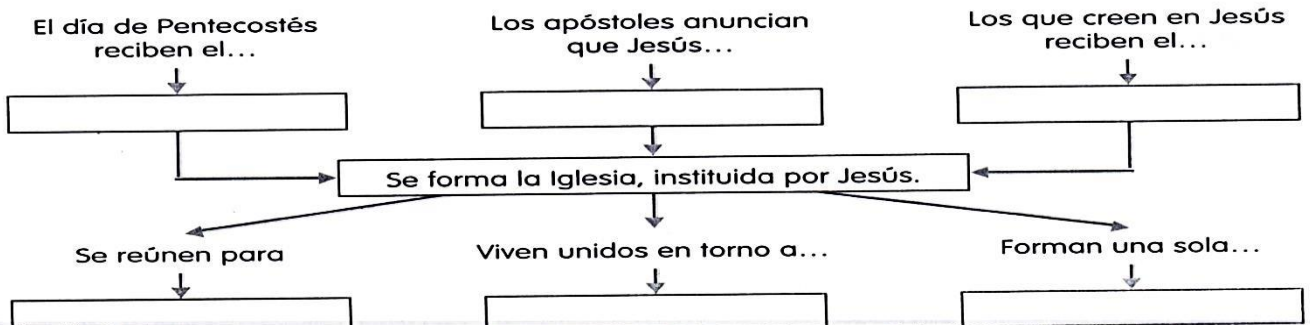 El día de Pentecostés
reciben el...
Los apóstoles anuncian
que Jesús...
Los que creen en Jesús
reciben el...
Se forma la Iglesia, instituida por Jesús.
Se reúnen para
Viven unidos en torno a...
Forman una sola...